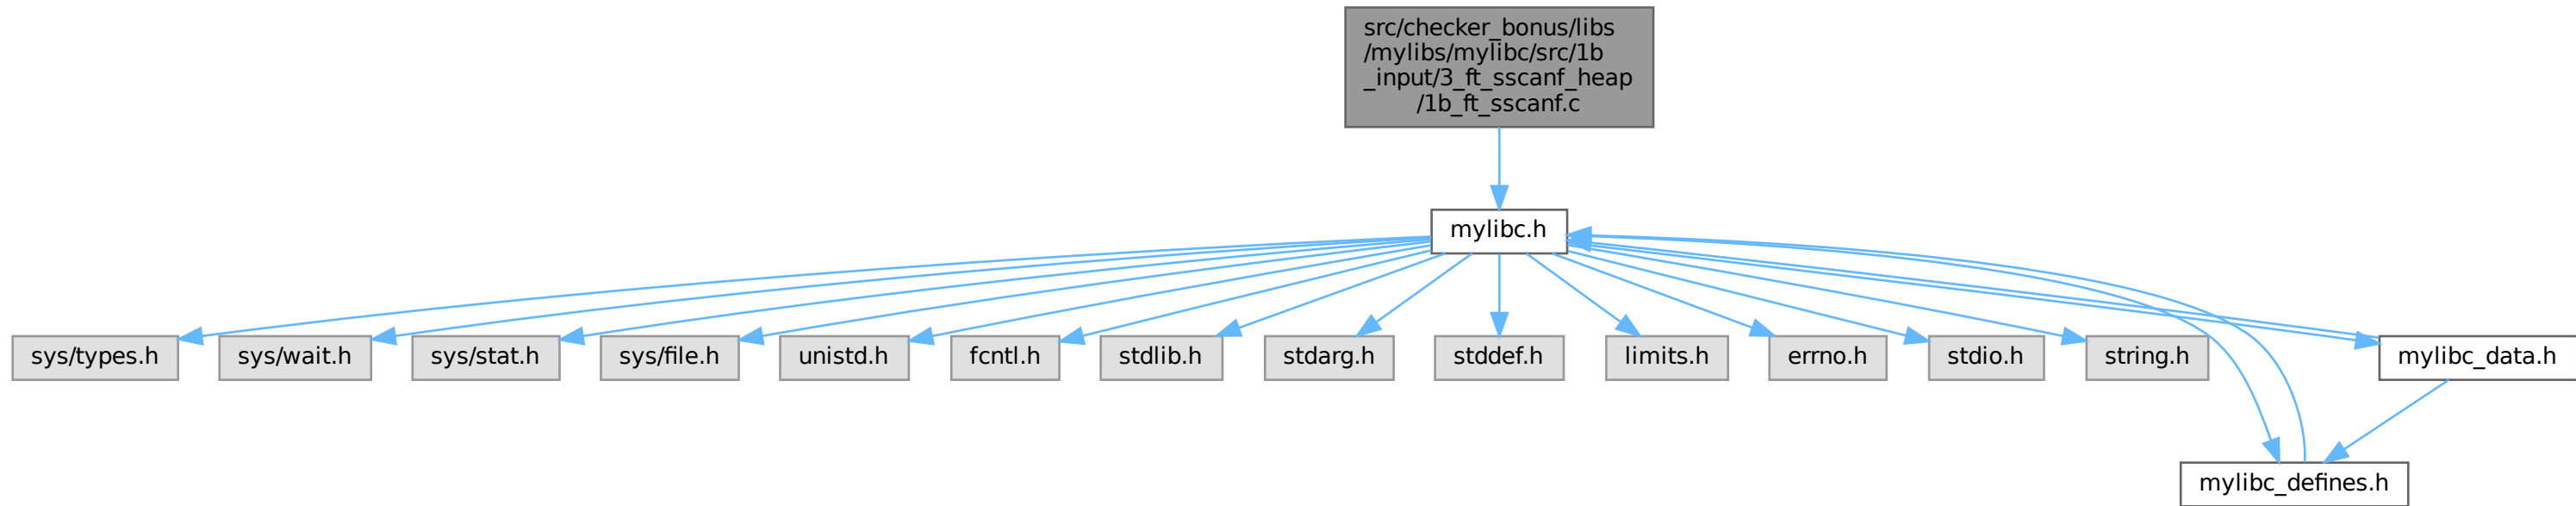 src/checker_bonus/libs
/mylibs/mylibc/src/1b
_input/3_ft_sscanf_heap
/1b_ft_sscanf.c
mylibc.h
sys/types.h
sys/wait.h
sys/stat.h
sys/file.h
unistd.h
fcntl.h
stdlib.h
stdarg.h
stddef.h
limits.h
errno.h
stdio.h
string.h
mylibc_data.h
mylibc_defines.h